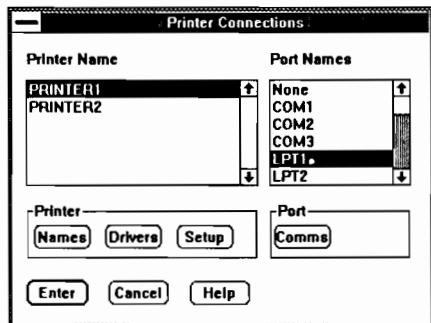 Printer Connections
Printer Name
Port Names
PRINTER1
PRINTER2
None
COM1
COM2
COM3
LPT1.
LPT2
Printer
Names
Drivers
Setup
Port
Comms
Enter
Cancel
Help